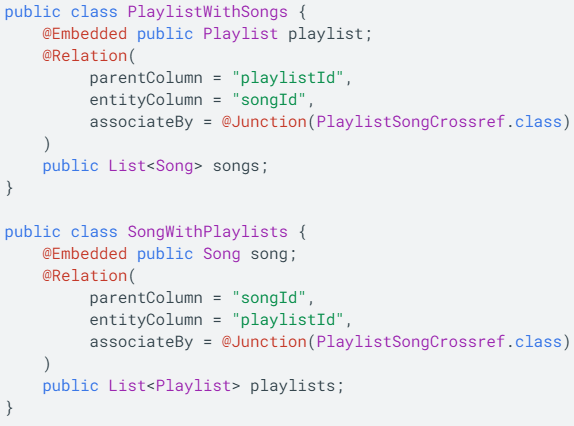 public class PlaylistWithSongs {
    @Embedded public Playlist playlist;
    @Relation(
         parentColumn = "playlistId",
         entityColumn = "songId",
         associateBy = @Junction(PlaylistSongCrossref.class)
    )
    public List<Song> songs;
}

public class SongWithPlaylists {
    @Embedded public Song song;
    @Relation(
         parentColumn = "songId",
         entityColumn = "playlistId",
         associateBy = @Junction(PlaylistSongCrossref.class)
    )
    public List<Playlist> playlists;
}